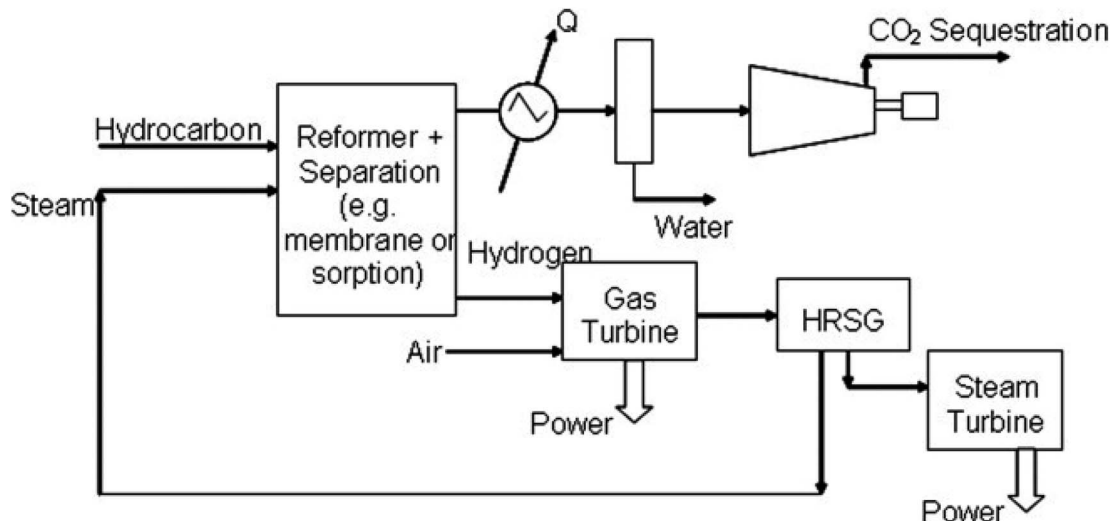 Q
CO₂ Sequestration
Hydrocarbon
Steam
Reformer +
Separation
(e.g.
membrane or
sorption)
Water
Hydrogen
Air
Gas
Turbine
Power
HRSG
Steam
Turbine
Power